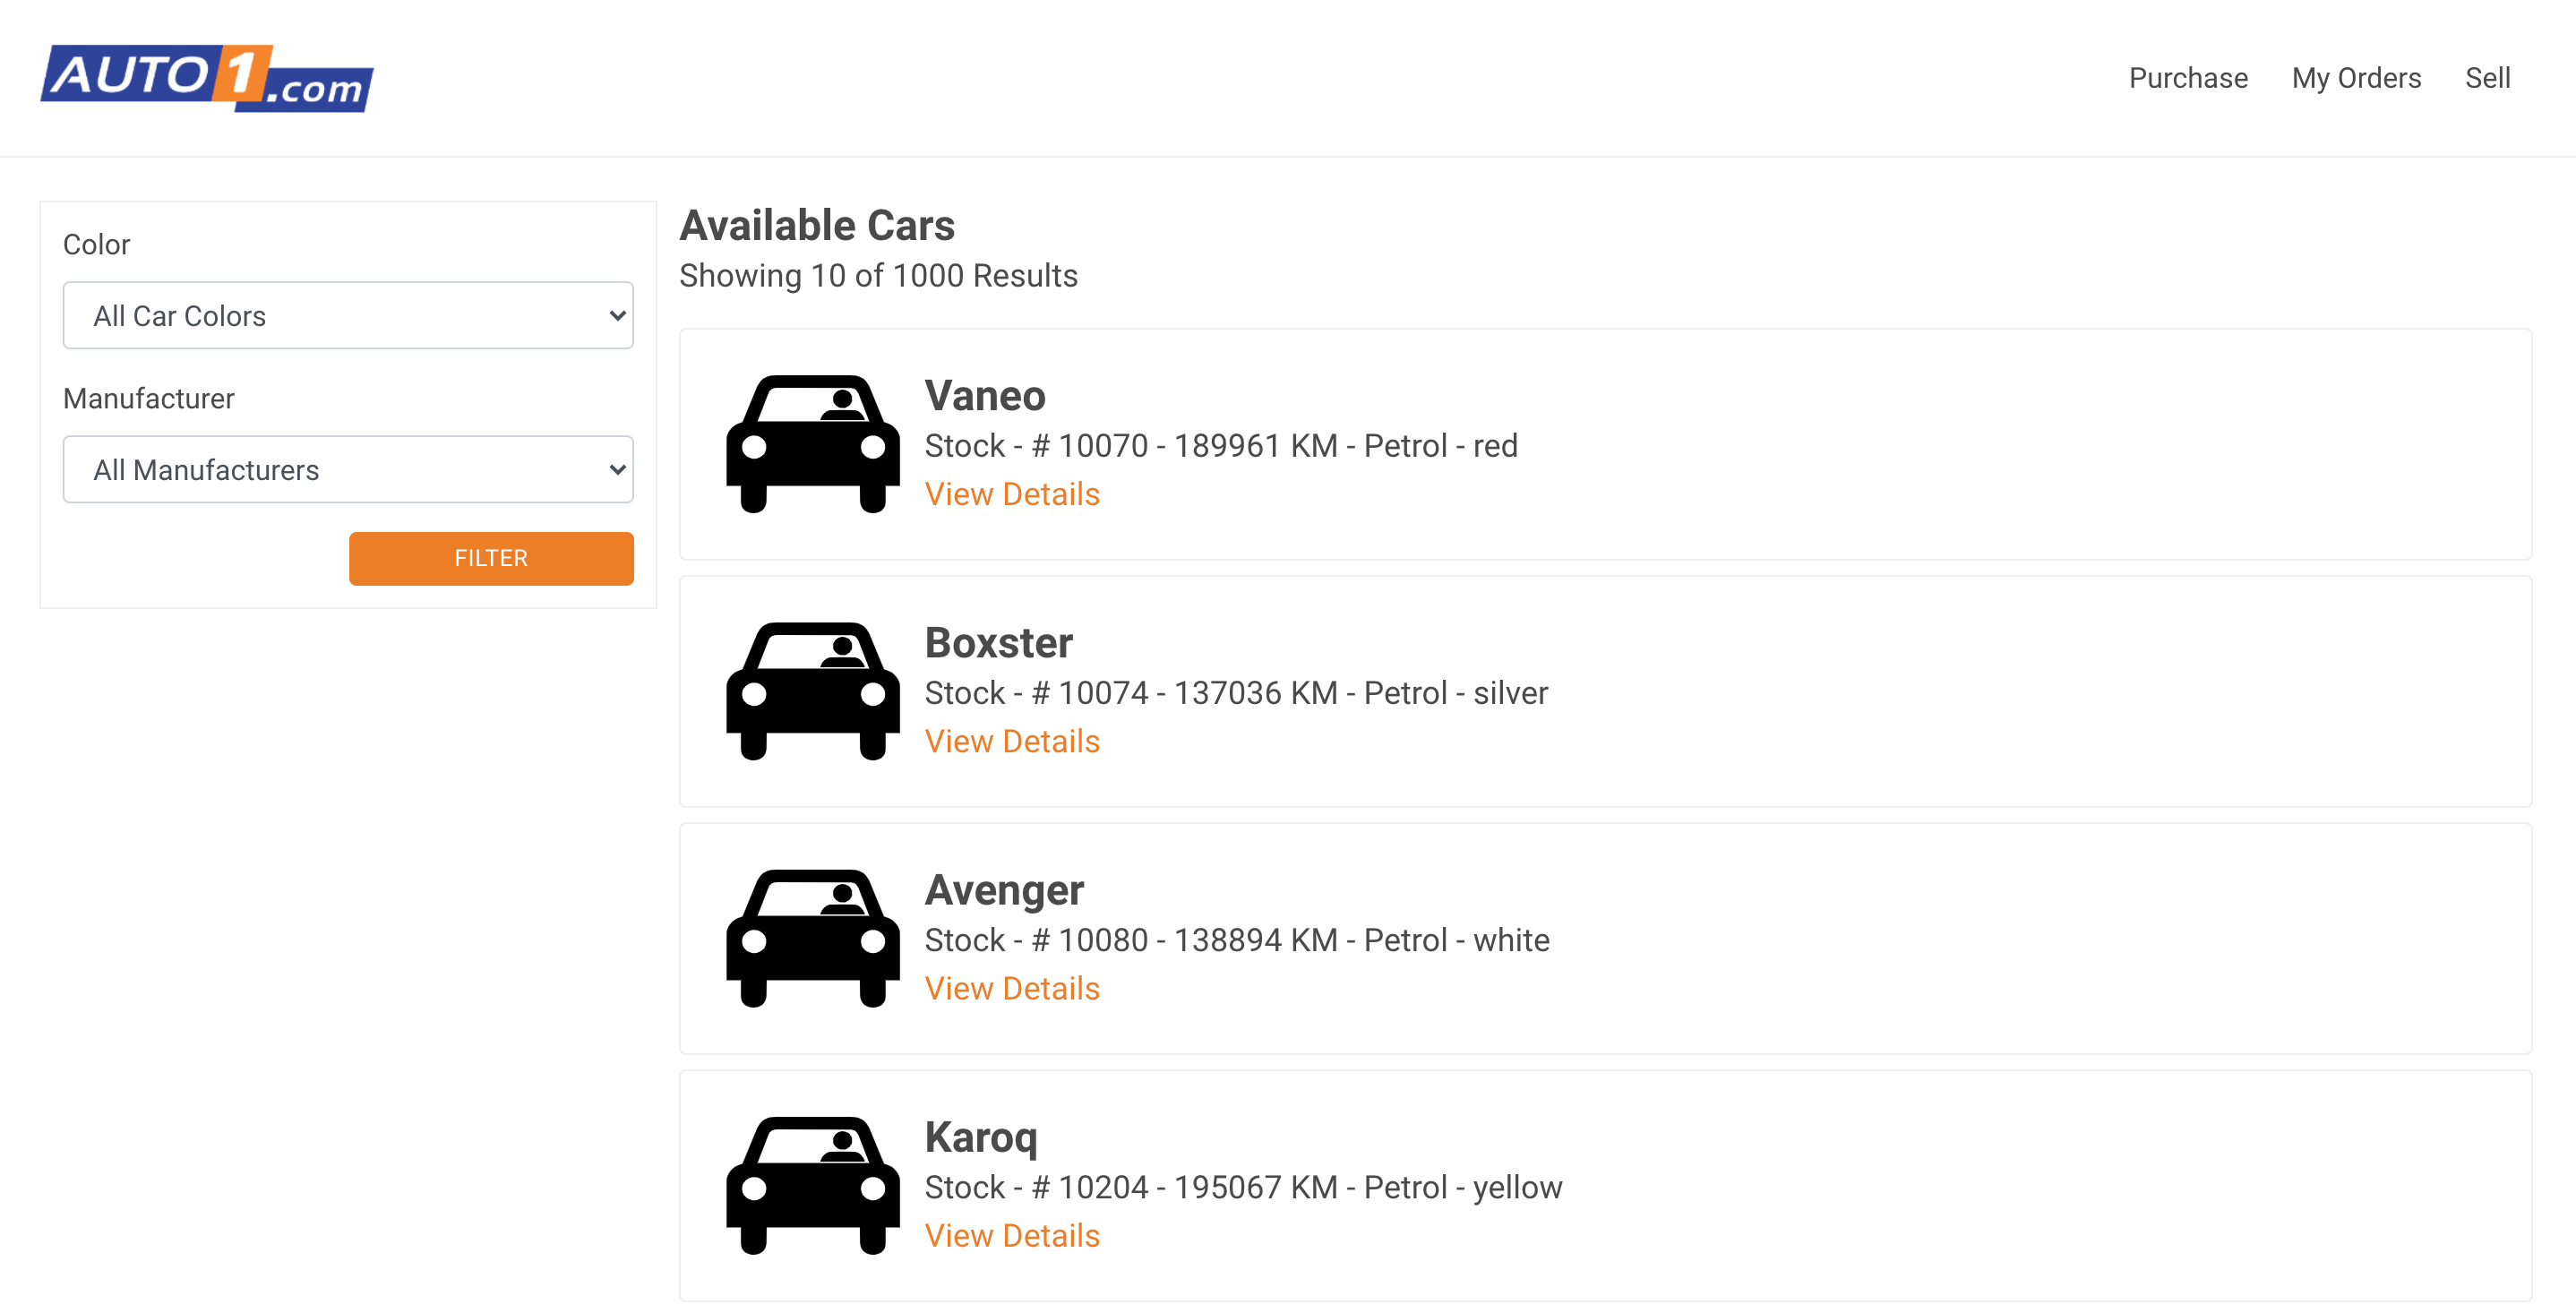 AUTO1.com
Purchase My Orders Sell
Color
All Car Colors
Manufacturer
All Manufacturers
FILTER
Available Cars
Showing 10 of 1000 Results
Vaneo
Stock - # 10070 - 189961 KM - Petrol - red
View Details
Boxster
Stock - # 10074 - 137036 KM - Petrol - silver
View Details
Avenger
Stock - # 10080 - 138894 KM - Petrol - white
View Details
Karoq
Stock - # 10204 - 195067 KM - Petrol - yellow
View Details